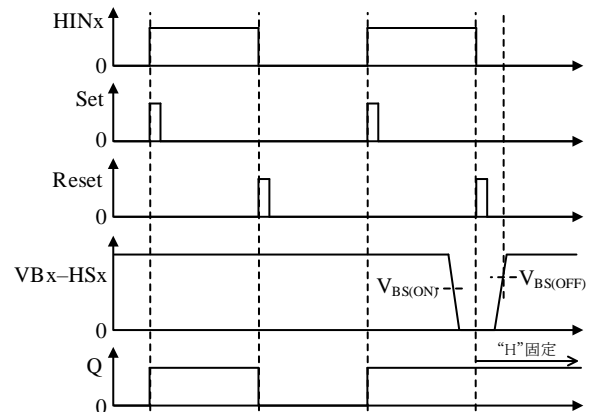 HINx
0
Set
0
Reset
0
VBx–HSx
VBS(ON)
VBS(OFF)
0
"H"固定
Q
0